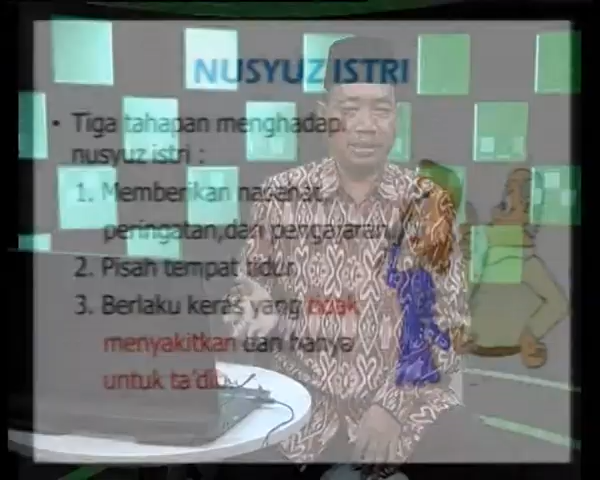 NUSYUZ ISTRI
• Tiga tahapan menghadapi
nusyuz istri :
1. Memberikan nasehat,
peringatan,dan pengajaran
2. Pisah tempat tidur
3. Berlaku keras yang tidak
menyakitkan dan hanya
untuk ta'dib